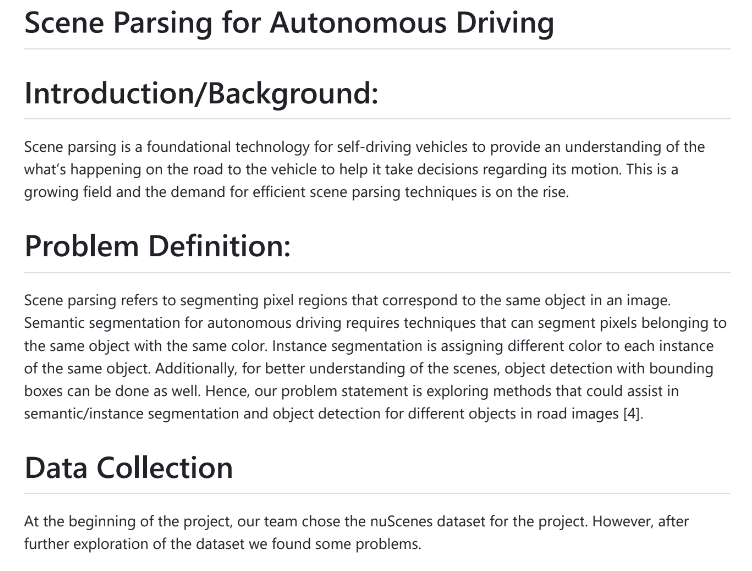 Scene Parsing for Autonomous Driving
Introduction/Background:
Scene parsing is a foundational technology for self-driving vehicles to provide an understanding of the
what's happening on the road to the vehicle to help it take decisions regarding its motion. This is a
growing field and the demand for efficient scene parsing techniques is on the rise.
Problem Definition:
Scene parsing refers to segmenting pixel regions that correspond to the same object in an image.
Semantic segmentation for autonomous driving requires techniques that can segment pixels belonging to
the same object with the same color. Instance segmentation is assigning different color to each instance
of the same object. Additionally, for better understanding of the scenes, object detection with bounding
boxes can be done as well. Hence, our problem statement is exploring methods that could assist in
semantic/instance segmentation and object detection for different objects in road images [4].
Data Collection
At the beginning of the project, our team chose the nuScenes dataset for the project. However, after
further exploration of the dataset we found some problems.